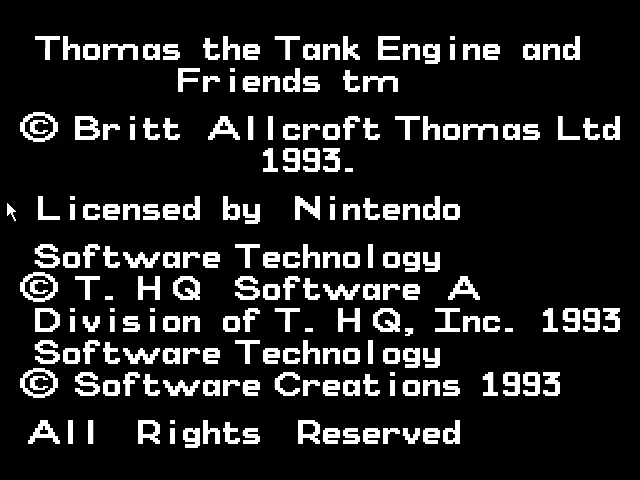 Thomas the Tank Engine and
Friends tm
© Britt Allcroft Thomas Ltd
1993.
Licensed by Nintendo
Software Technology
© T. HQ Software A
Division of T. HQ, Inc. 1993
Software Technology
© Software Creations 1993
All Rights Reserved